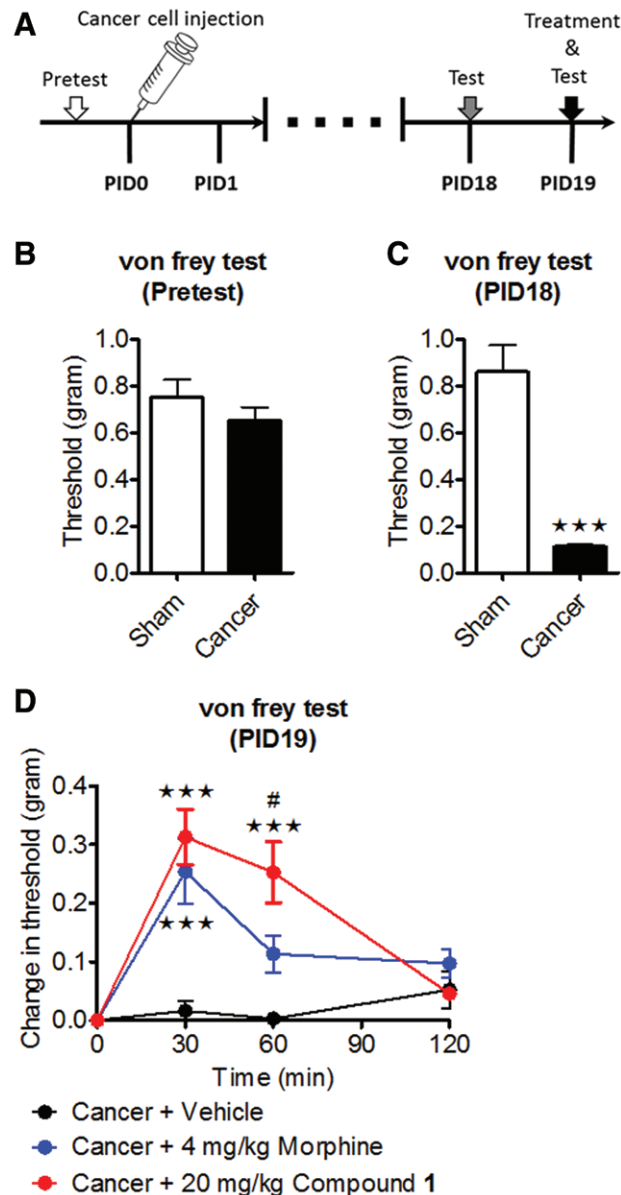 A
Cancer cell injection
Treatment
&
Pretest
Test
Test
PID0
PID1
PID18
PID19
B
von frey test
(Pretest)
Threshold (gram)
1.0
0.8
0.6
0.4
0.2
0.0
Sham
Cancer
C
von frey test
(PID18)
Threshold (gram)
1.0
0.8
0.6
0.4
0.2
0.0
★★★
Sham
Cancer
D
von frey test
(PID19)
Change in threshold (gram)
0.4
0.3
0.2
0.1
0.0
★★★
#
★★★
★★★
0
30
60
90
120
Time (min)
Cancer + Vehicle
Cancer + 4 mg/kg Morphine
Cancer + 20 mg/kg Compound 1